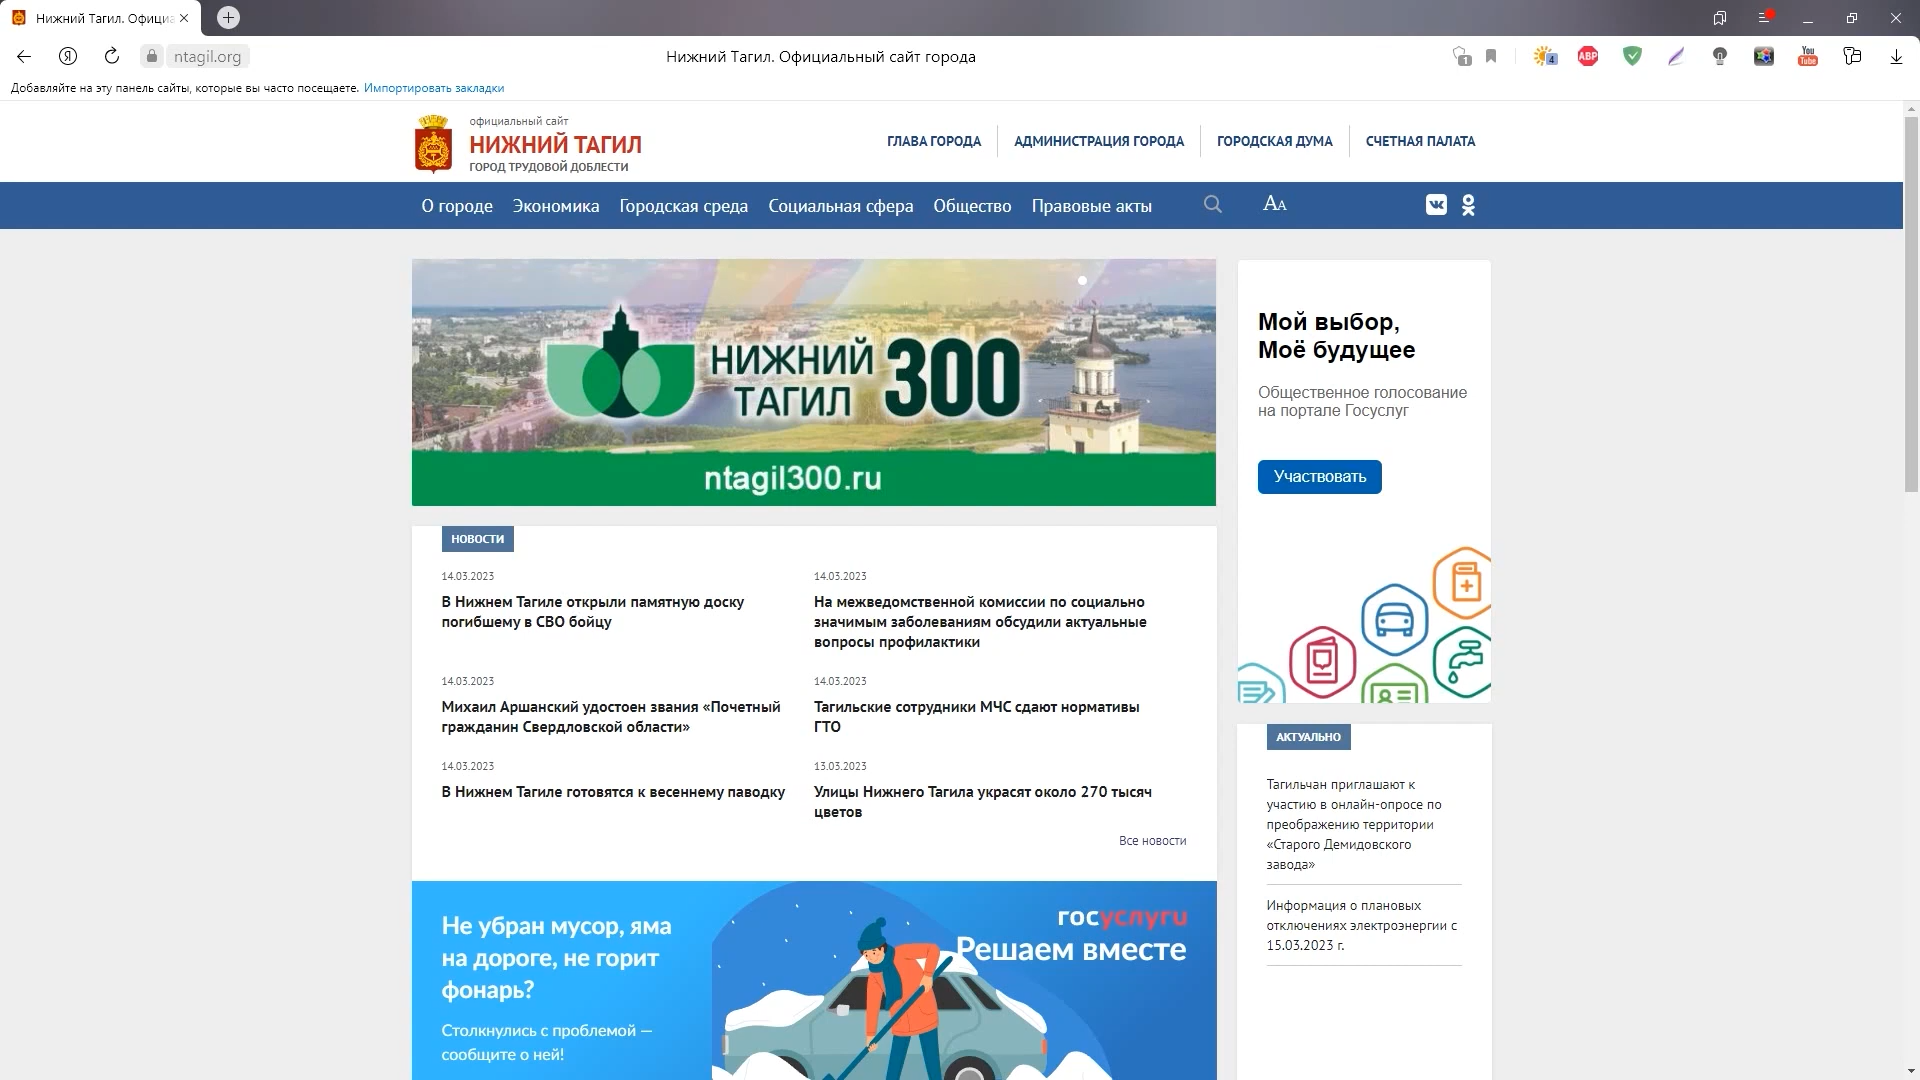 Нижний Тагил. Официа
ntagil.org
Нижний Тагил. Официальный сайт города
1
4
ABP
You
Tube
Добавляйте на эту панель сайты, которые вы часто посещаете. Импортировать закладки
официальный сайт
НИЖНИЙ ТАГИЛ
ГОРОД ТРУДОВОЙ ДОБЛЕСТИ
ГЛАВА ГОРОДА
АДМИНИСТРАЦИЯ ГОРОДА
ГОРОДСКАЯ ДУМА
СЧЕТНАЯ ПАЛАТА
О городе
Экономика
Городская среда
Социальная сфера
Общество
Правовые акты
АА
НИЖНИЙ
ТАГИЛ
300
ntagil300.ru
Мой выбор,
Моё будущее
Общественное голосование
на портале Госуслуг
Участвовать
НОВОСТИ
14.03.2023
В Нижнем Тагиле открыли памятную доску
погибшему в СВО бойцу
14.03.2023
На межведомственной комиссии по социально
значимым заболеваниям обсудили актуальные
вопросы профилактики
14.03.2023
Михаил Аршанский удостоен звания «Почетный
гражданин Свердловской области»
14.03.2023
Тагильские сотрудники МЧС сдают нормативы
ГТО
14.03.2023
В Нижнем Тагиле готовятся к весеннему паводку
13.03.2023
Улицы Нижнего Тагила украсят около 270 тысяч
цветов
Все новости
АКТУАЛЬНО
Тагильчан приглашают к
участию в онлайн-опросе по
преображению территории
«Старого Демидовского
завода»
Информация о плановых
отключениях электроэнергии с
15.03.2023 г.
Не убран мусор, яма
на дороге, не горит
фонарь?
Столкнулись с проблемой —
сообщите о ней!
госуслуги
Решаем вместе